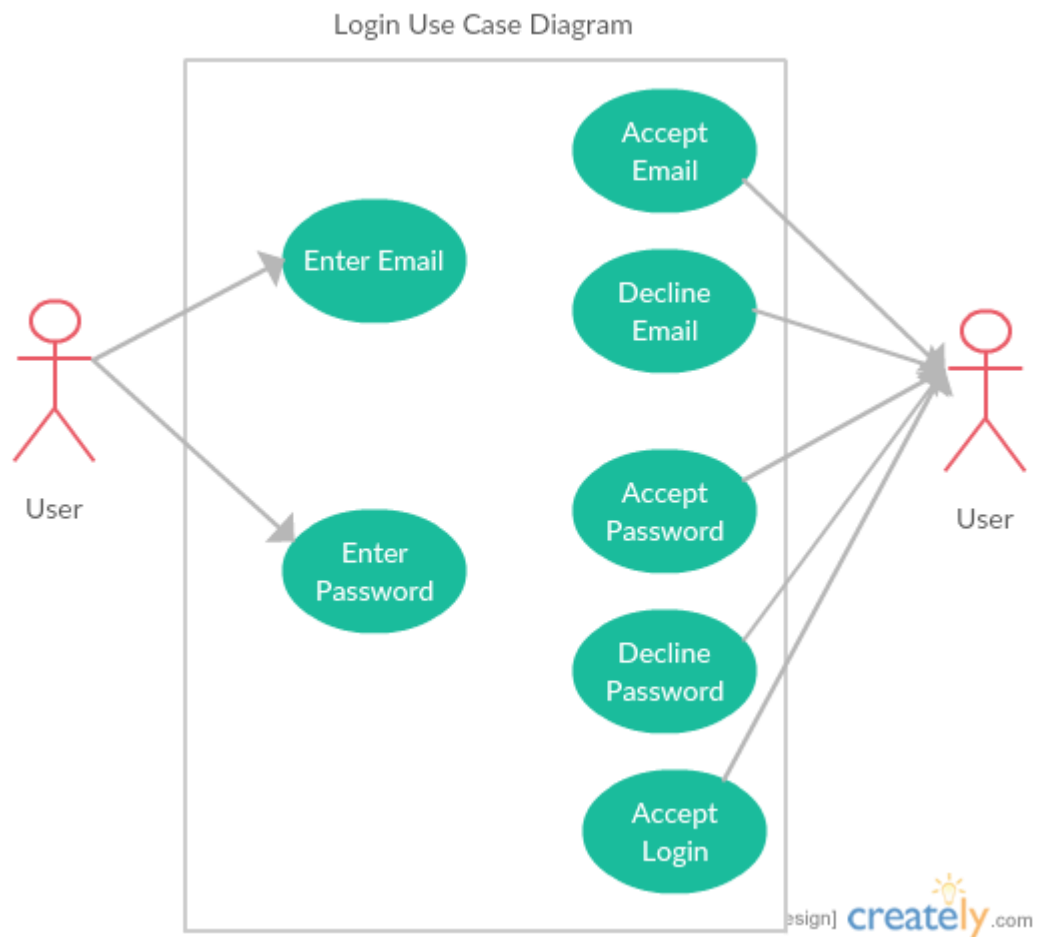 Login Use Case Diagram
Accept
Email
Enter Email
Decline
Email
User
Accept
Password
User
Enter
Password
Decline
Password
Accept
Login
creately.com